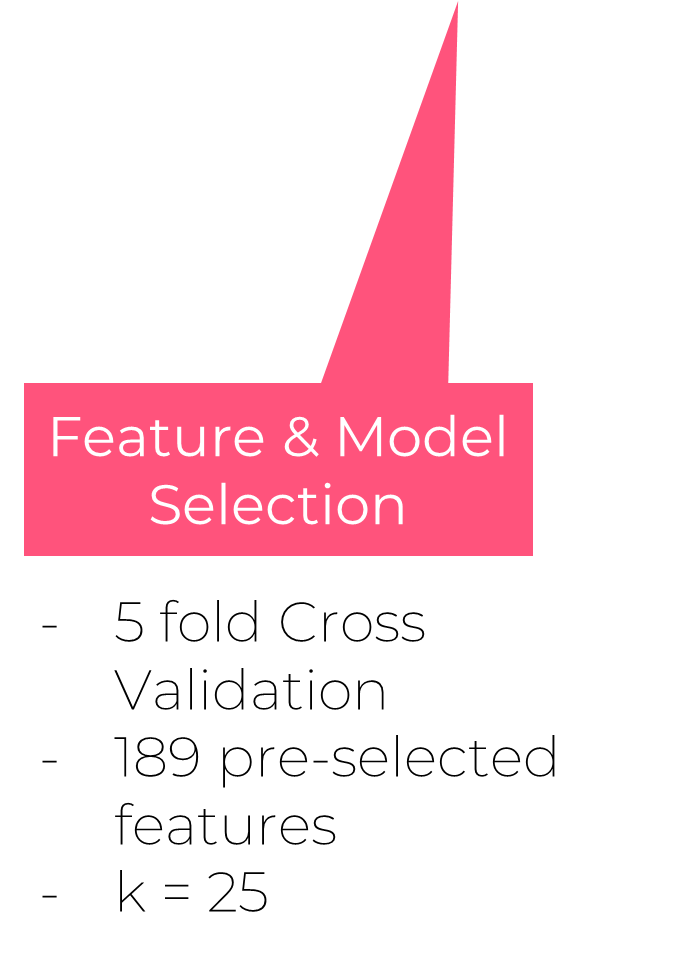 Feature & Model
Selection
- 5 fold Cross
Validation
- 189 pre-selected
features
- k = 25